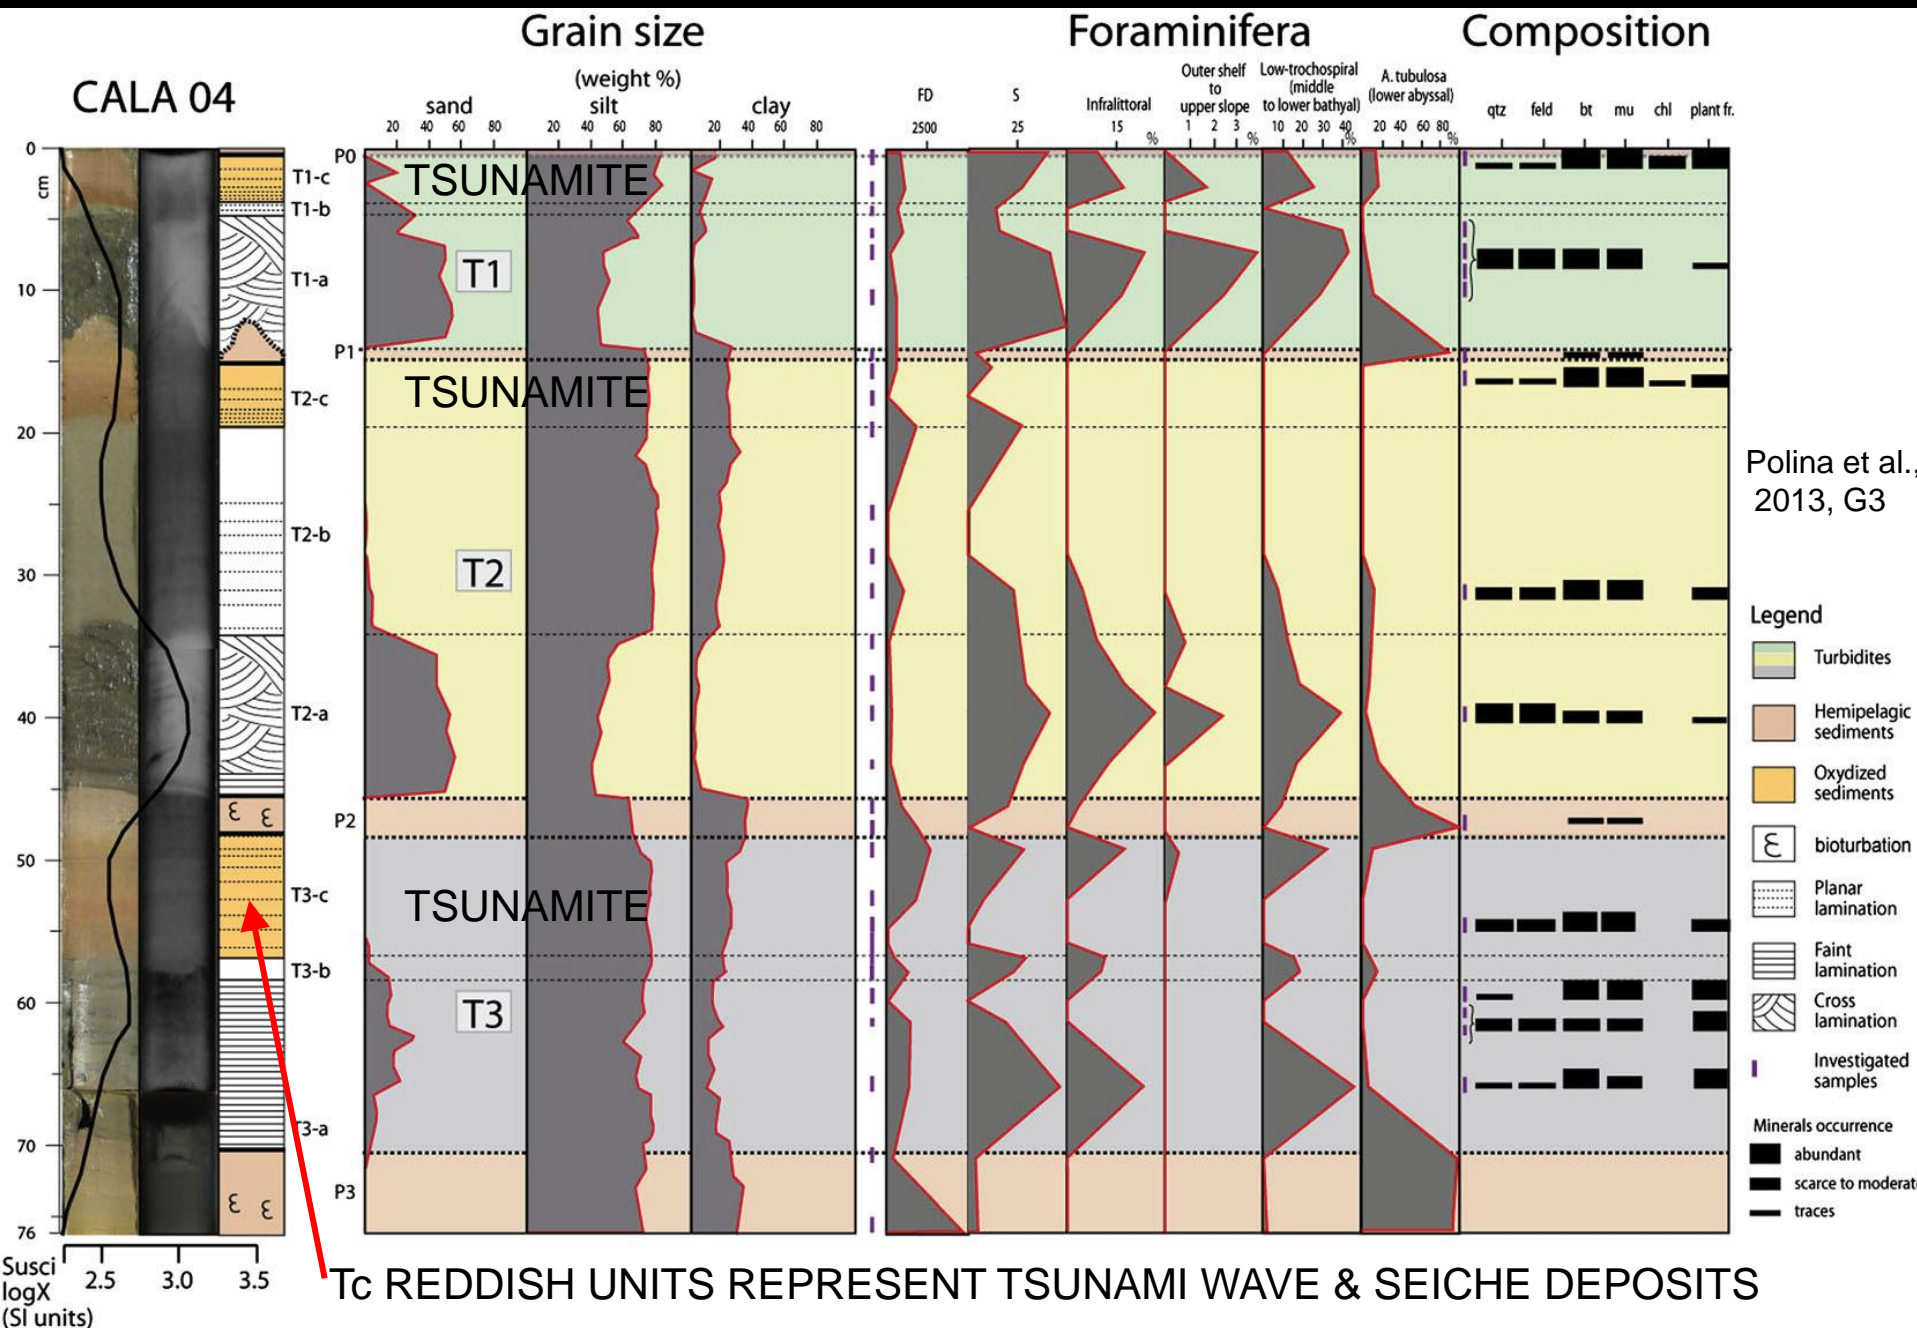 Grain size
Foraminifera
Composition
(weight %)
CALA 04
sand
silt
clay
20 40 60 80
20 40 60 80
20 40 60 80
FD
2500
S
25
Infralittoral
15
%
Outer shelf
to
upper slope
1 2 3
%
Low-trochospiral
(middle
to lower bathyal)
10 20 30 40
%
A. tubulosa
(lower abyssal)
20 40 60 80
%
qtz feld bt mu chl plant fr.
0
cm
10
20
30
40
50
60
70
76
T1-c
T1-b
T1-a
T2-c
T2-b
T2-a
T3-c
T3-b
T3-a
P0
P1
P2
P3
TSUNAMITE
T1
TSUNAMITE
T2
TSUNAMITE
T3
ε ε
ε ε
Polina et al.,
2013, G3
Legend
Turbidites
Hemipelagic
sediments
Oxydized
sediments
ε bioturbation
Planar
lamination
Faint
lamination
Cross
lamination
Investigated
samples
Minerals occurrence
abundant
scarce to moderat
traces
Susci
logX
(SI units)
2.5 3.0 3.5
Tc REDDISH UNITS REPRESENT TSUNAMI WAVE & SEICHE DEPOSITS